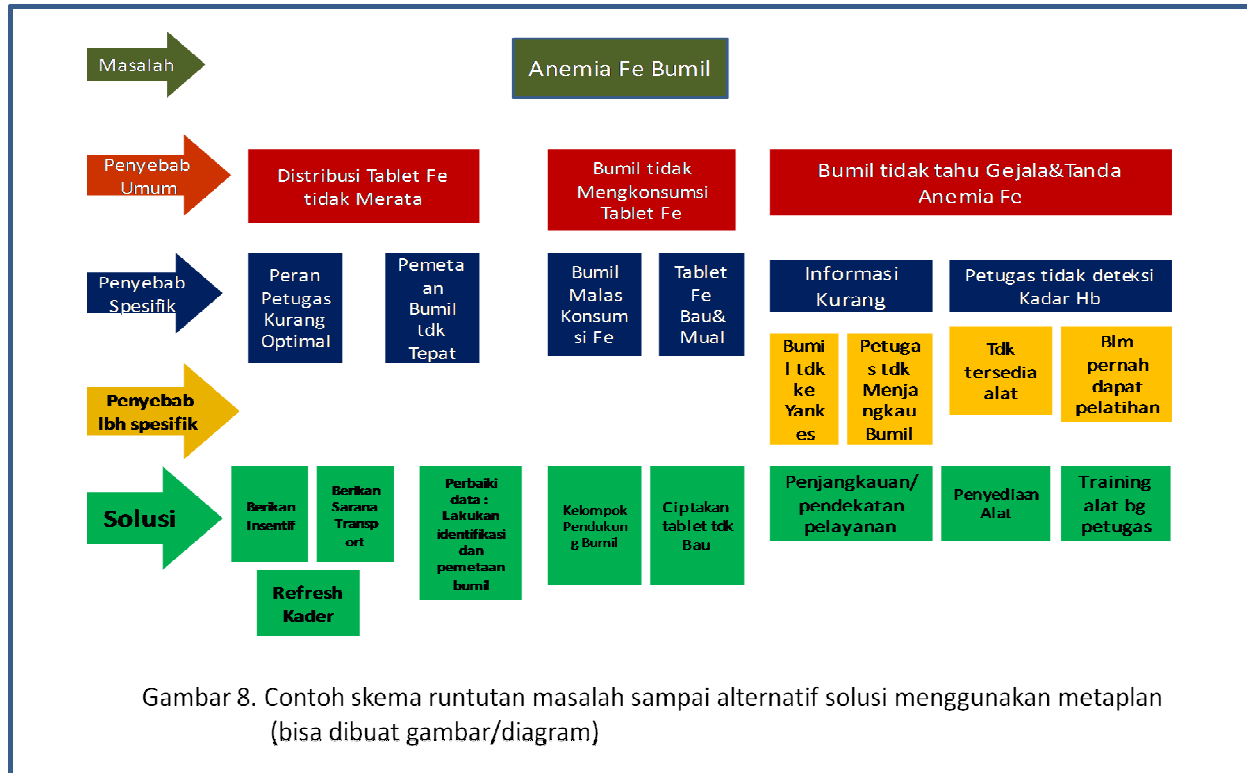 Masalah
Anemia Fe Bumil
Penyebab
Umum
Distribusi Tablet Fe
tidak Merata
Bumil tidak
Mengkonsumsi
Tablet Fe
Bumil tidak tahu Gejala&Tanda
Anemia Fe
Penyebab
Spesifik
Peran
Petugas
Kurang
Optimal
Pemeta
an
Bumil
tdk
Tepat
Bumil
Malas
Konsum
si Fe
Tablet
Fe
Bau&
Mual
Informasi
Kurang
Petugas tidak deteksi
Kadar Hb
Penyebab
lbh spesifik
Bumi
l tdk
ke
Yank
es
Petuga
s tdk
Menja
ngkau
Bumil
Tdk
tersedia
alat
Blm
pernah
dapat
pelatihan
Solusi
Berikan
Insentif
Berikan
Sarana
Transp
ort
Refresh
Kader
Perbaiki
data :
Lakukan
identifikasi
dan
pemetaan
bumil
Kelompok
Pendukun
g Bumil
Ciptakan
tablet tdk
Bau
Penjangkauan/
pendekatan
pelayanan
Penyediaan
Alat
Training
alat bg
petugas
Gambar 8. Contoh skema runtutan masalah sampai alternatif solusi menggunakan metaplan
(bisa dibuat gambar/diagram)